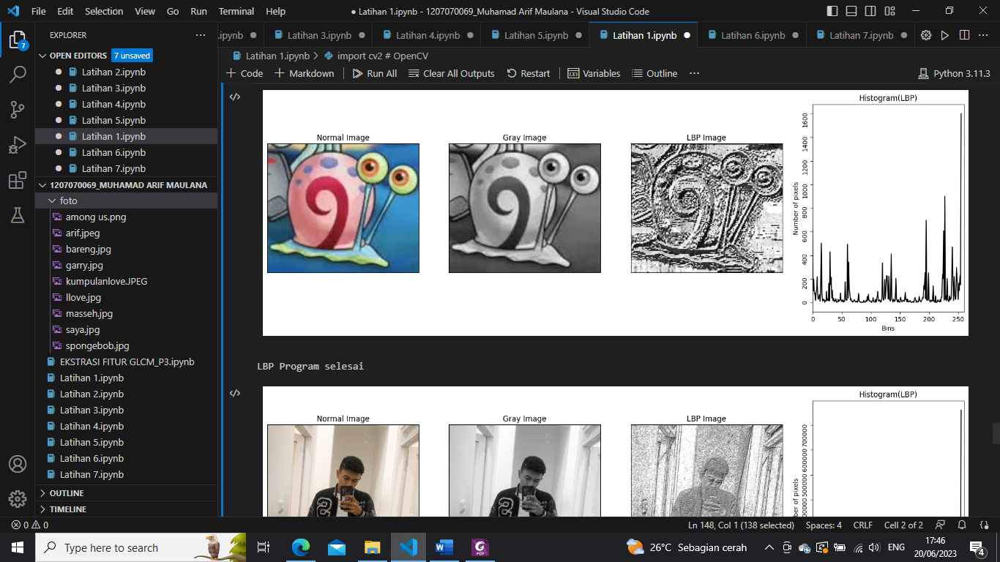 File Edit Selection View Go Run Terminal Help
● Latihan 1.ipynb - 1207070069_Muhamad Arif Maulana - Visual Studio Code
.ipynb ● Latihan 3.ipynb ● Latihan 4.ipynb ● Latihan 5.ipynb ● Latihan 1.ipynb ● Latihan 6.ipynb ● Latihan 7.ipynb ●
Latihan 1.ipynb > import cv2 # OpenCV
+ Code + Markdown Run All Clear All Outputs Restart Variables Outline ··· Python 3.11.3
7
EXPLORER ···
OPEN EDITORS 7 unsaved
Latihan 2.ipynb
Latihan 3.ipynb
Latihan 4.ipynb
Latihan 5.ipynb
Latihan 1.ipynb
Latihan 6.ipynb
Latihan 7.ipynb
1207070069_MUHAMAD ARIF MAULANA
foto
among us.png
arif.jpeg
bareng.jpg
garry.jpg
kumpulanlove.JPEG
llove.jpg
masseh.jpg
saya.jpg
spongebob.jpg
EKSTRASI FITUR GLCM_P3.ipynb
Latihan 1.ipynb
Latihan 2.ipynb
Latihan 3.ipynb
Latihan 4.ipynb
Latihan 5.ipynb
Latihan 6.ipynb
Latihan 7.ipynb
OUTLINE
TIMELINE
Normal Image
Gray Image
LBP Image
Histogram(LBP)
Number of pixels
1600
1400
1200
1000
800
600
400
200
0
0 50 100 150 200 250
Bins
LBP Program selesai
Normal Image
Gray Image
LBP Image
Histogram(LBP)
700000
600000
500000
of pixels
0 0
Ln 148, Col 1 (138 selected) Spaces: 4 CRLF Cell 2 of 2
Type here to search
26°C Sebagian cerah
ENG
17:46
20/06/2023
4